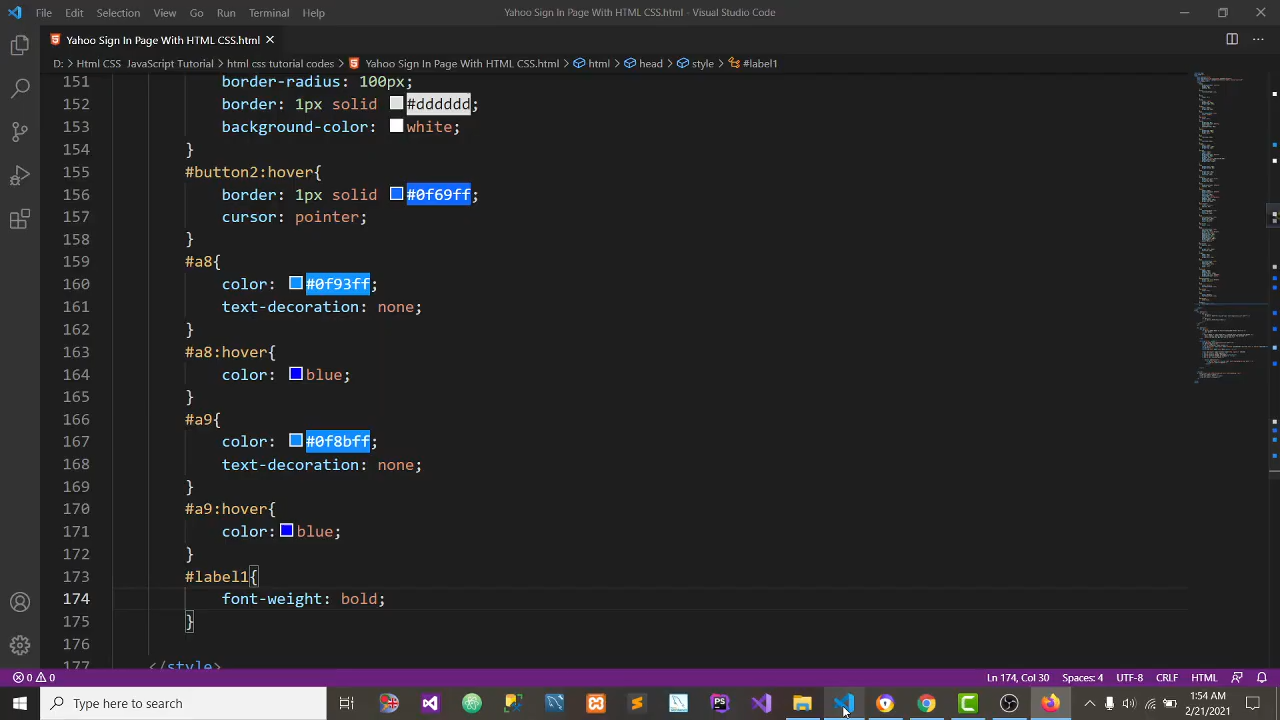 File Edit Selection View Go Run Terminal Help Yahoo Sign In Page With HTML CSS.html - Visual Studio Code
Yahoo Sign In Page With HTML CSS.html
D: > Html CSS JavaScript Tutorial > html css tutorial codes > Yahoo Sign In Page With HTML CSS.html > html > head > style > #label1
151 border-radius: 100px;
152 border: 1px solid #dddddd;
153 background-color: white;
154 }
155 #button2:hover{
156 border: 1px solid #0f69ff;
157 cursor: pointer;
158 }
159 #a8{
160 color: #0f93ff;
161 text-decoration: none;
162 }
163 #a8:hover{
164 color: blue;
165 }
166 #a9{
167 color: #0f8bff;
168 text-decoration: none;
169 }
170 #a9:hover{
171 color: blue;
172 }
173 #label1{
174 font-weight: bold;
175 }
176
177 </style>
0 0 Ln 174, Col 30 Spaces: 4 UTF-8 CRLF HTML
Type here to search
PS
1:54 AM
2/21/2021